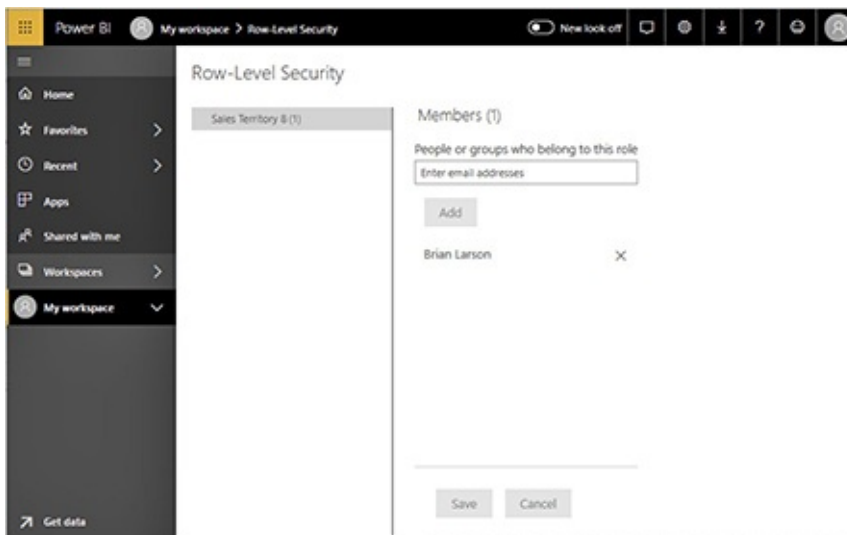 Power BI My workspace > Row-Level Security New look off ?
Home
Favorites
Recent
Apps
Shared with me
Workspaces
My workspace
Get data
Row-Level Security
Sales Territory 8 (1)
Members (1)
People or groups who belong to this role
Enter email addresses
Add
Brian Larson
Save Cancel